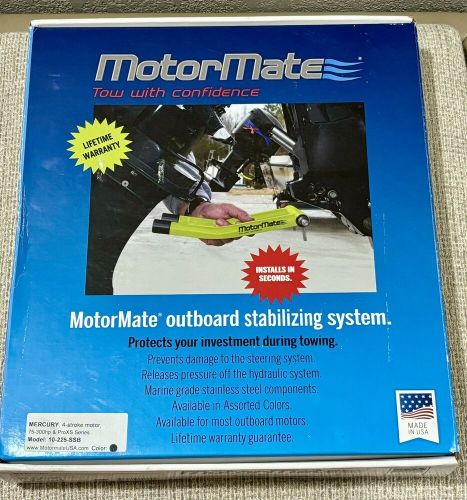 MotorMate®
Tow with confidence
LIFETIME
WARRANTY
MotorMate
INSTALLS IN
SECONDS.
MotorMate® outboard stabilizing system.
Protects your investment during towing.
Prevents damage to the steering system.
Releases pressure off the hydraulic system.
Marine grade stainless steel components.
Available in Assorted Colors.
Available for most outboard motors.
Lifetime warranty guarantee.
MERCURY, 4-stroke motor,
75-300hp & ProXS Series
Model: 10-225-SSB
www.MotormateUSA.com Color:
MADE
IN USA